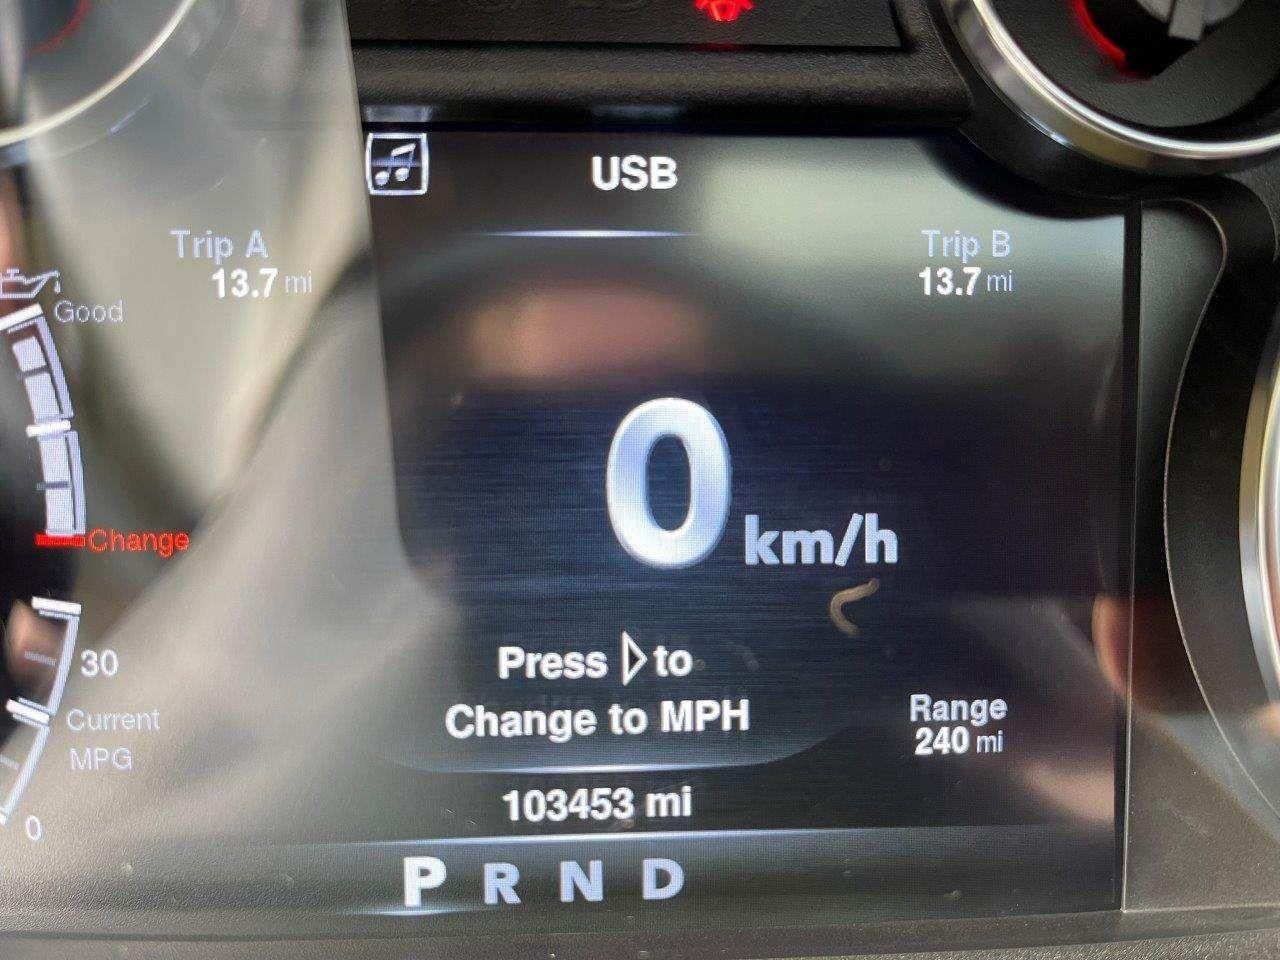 USB
Trip A
13.7 mi
Trip B
13.7 mi
Good
Change
0 km/h
Press ▷ to
Change to MPH
30
Current
MPG
0
Range
240 mi
103453 mi
P R N D